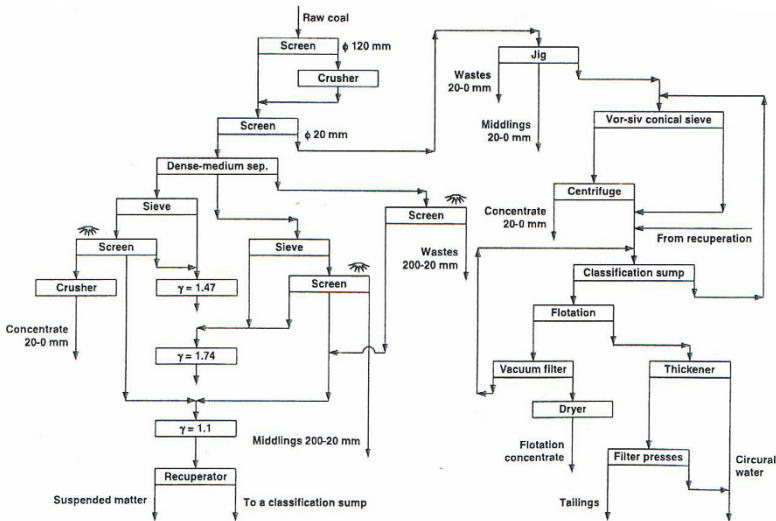 Raw coal
Screen
ϕ 120 mm
Crusher
Screen
ϕ 20 mm
Dense-medium sep.
Sieve
Screen
Crusher
γ = 1.47
Concentrate
20-0 mm
Sieve
Screen
γ = 1.74
Screen
Wastes
200-20 mm
γ = 1.1
Middlings 200-20 mm
Recuperator
Suspended matter
To a classification sump
Jig
Wastes
20-0 mm
Middlings
20-0 mm
Vor-siv conical sieve
Centrifuge
Concentrate
20-0 mm
From recuperation
Classification sump
Flotation
Vacuum filter
Thickener
Dryer
Flotation
concentrate
Filter presses
Circural
water
Tailings